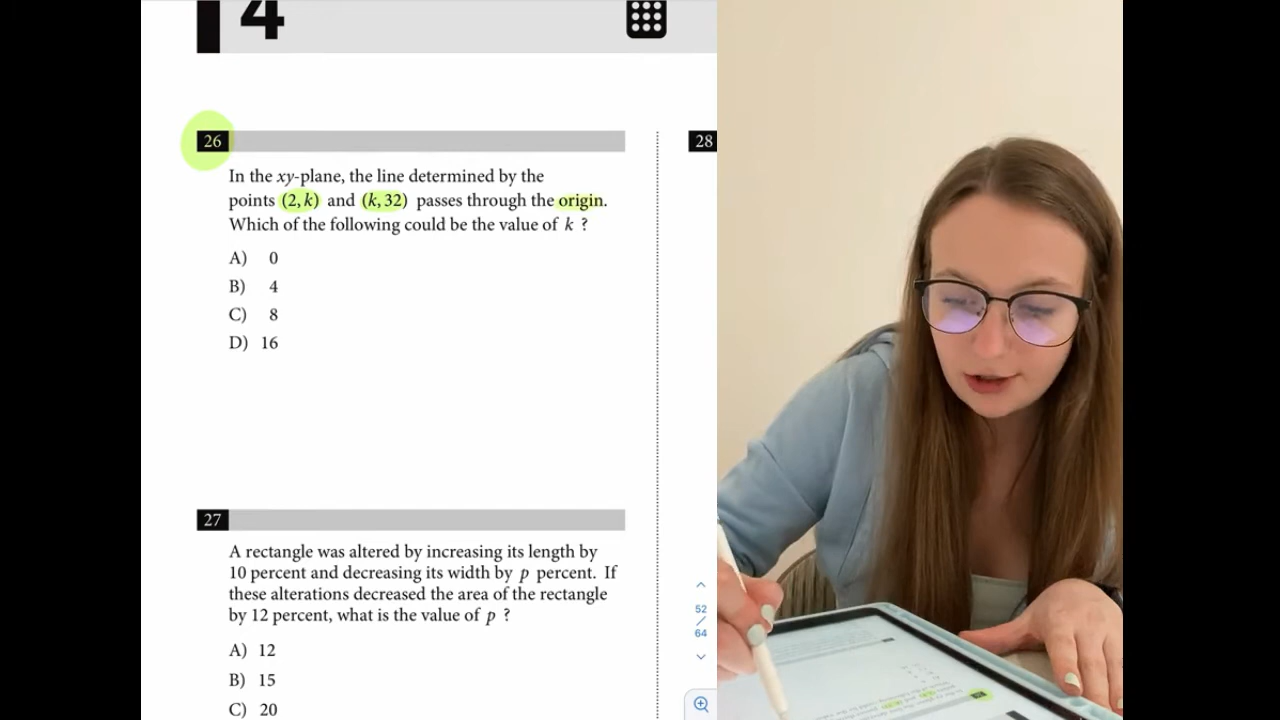 4
26
In the xy-plane, the line determined by the
points (2, k) and (k, 32) passes through the origin.
Which of the following could be the value of k ?
A) 0
B) 4
C) 8
D) 16
27
A rectangle was altered by increasing its length by
10 percent and decreasing its width by p percent. If
these alterations decreased the area of the rectangle
by 12 percent, what is the value of p ?
A) 12
B) 15
C) 20
28
52
/
64